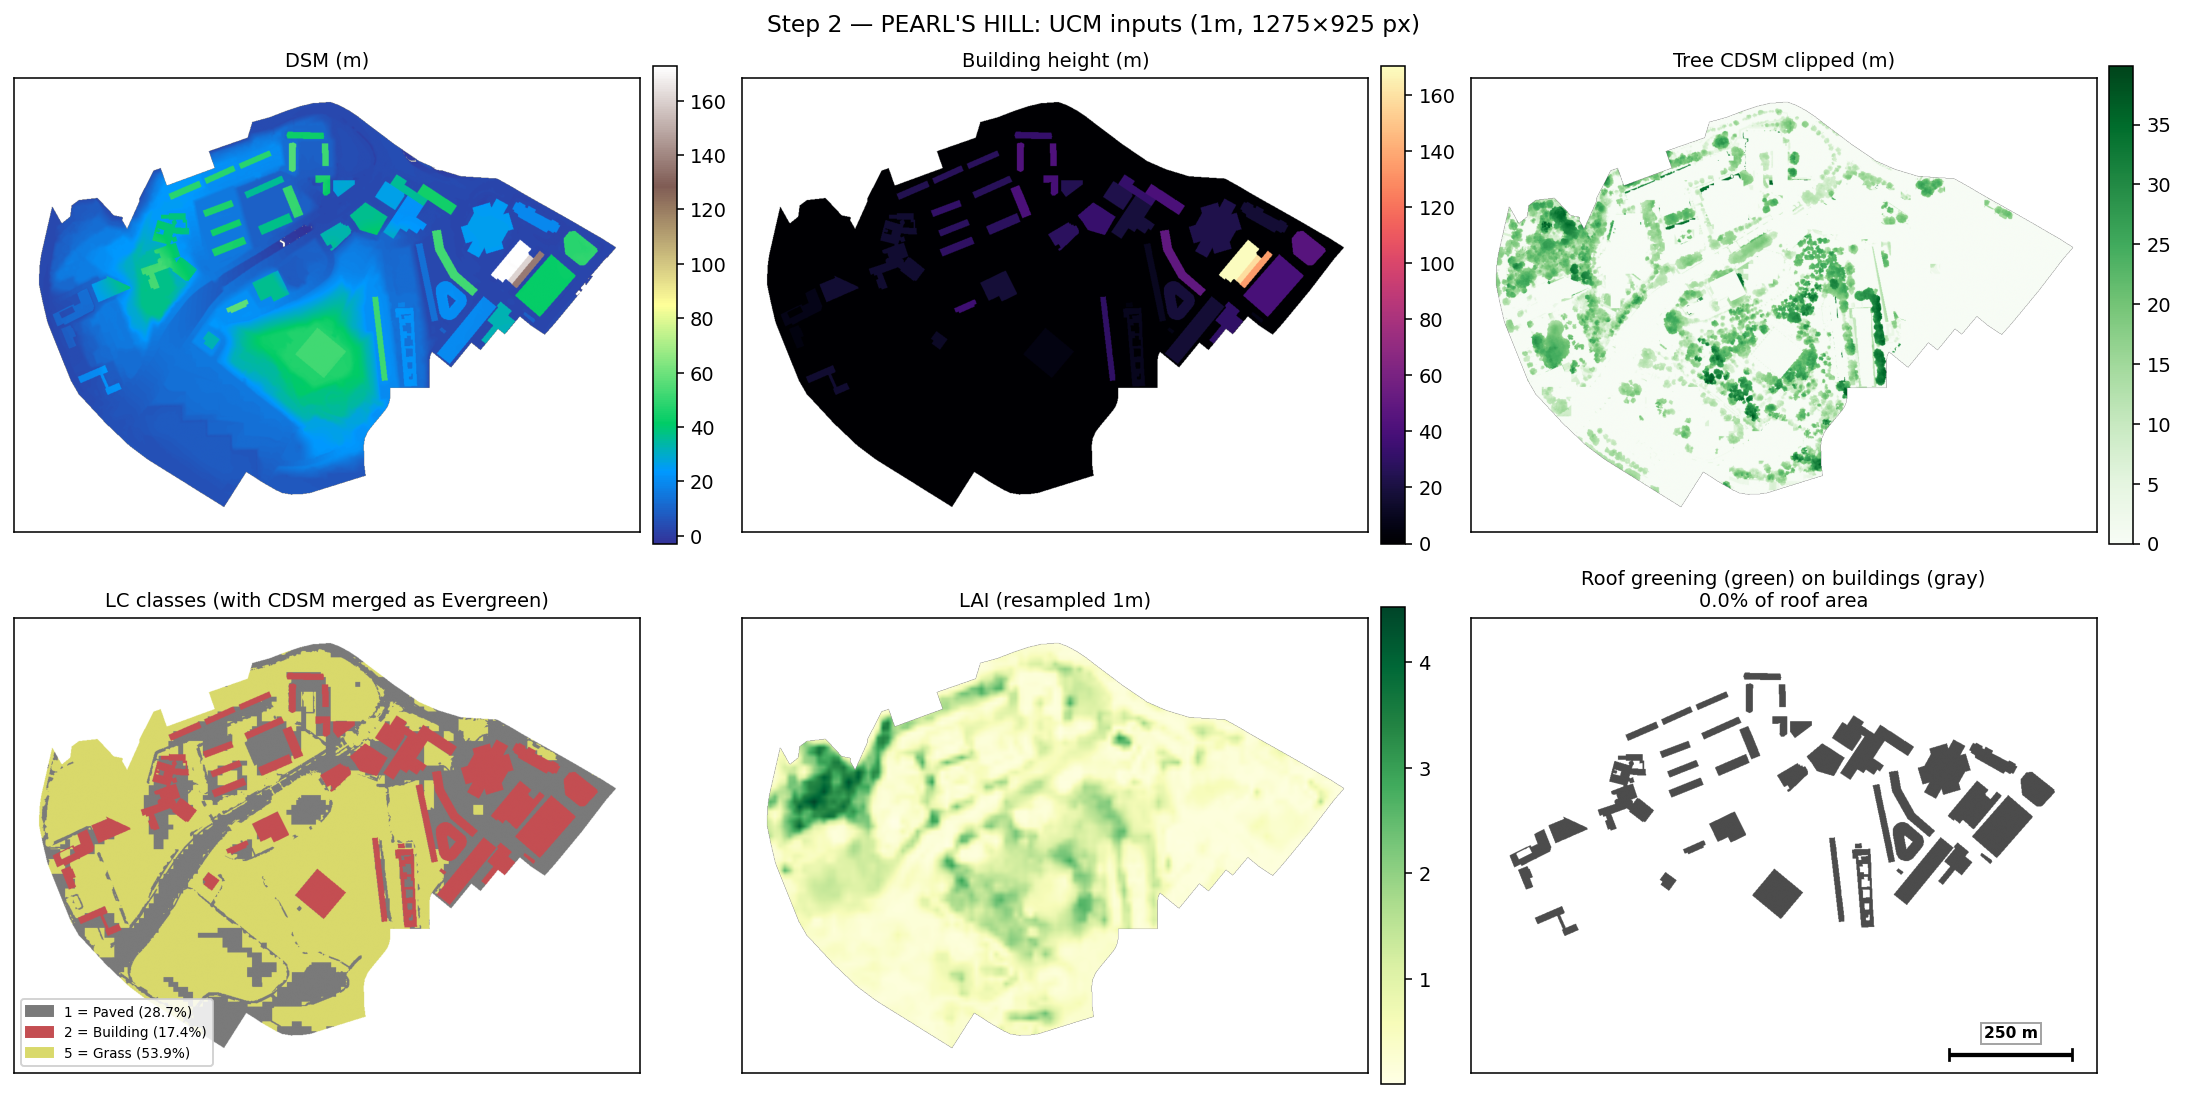 Step 2 — PEARL'S HILL: UCM inputs (1m, 1275×925 px)
DSM (m)
160
140
120
100
80
60
40
20
0
Building height (m)
160
140
120
100
80
60
40
20
0
Tree CDSM clipped (m)
35
30
25
20
15
10
5
0
LC classes (with CDSM merged as Evergreen)
1 = Paved (28.7%)
2 = Building (17.4%)
5 = Grass (53.9%)
LAI (resampled 1m)
4
3
2
1
Roof greening (green) on buildings (gray)
0.0% of roof area
250 m